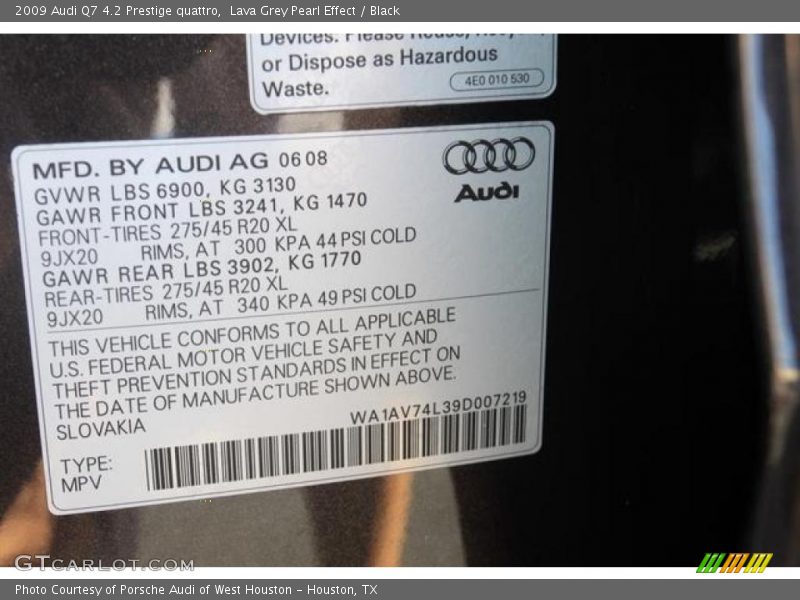 2009 Audi Q7 4.2 Prestige quattro, Lava Grey Pearl Effect / Black
Devices. Please
or Dispose as Hazardous
Waste.
4E0 010 530
MFD. BY AUDI AG 0608
GVWR LBS 6900, KG 3130
GAWR FRONT LBS 3241, KG 1470
FRONT-TIRES 275/45 R20 XL
9JX20 RIMS, AT 300 KPA 44 PSI COLD
GAWR REAR LBS 3902, KG 1770
REAR-TIRES 275/45 R20 XL
9JX20 RIMS, AT 340 KPA 49 PSI COLD
Audi
THIS VEHICLE CONFORMS TO ALL APPLICABLE
U.S. FEDERAL MOTOR VEHICLE SAFETY AND
THEFT PREVENTION STANDARDS IN EFFECT ON
THE DATE OF MANUFACTURE SHOWN ABOVE.
SLOVAKIA
WA1AV74L39D007219
TYPE:
MPV
GTcarlot.com
Photo Courtesy of Porsche Audi of West Houston - Houston, TX